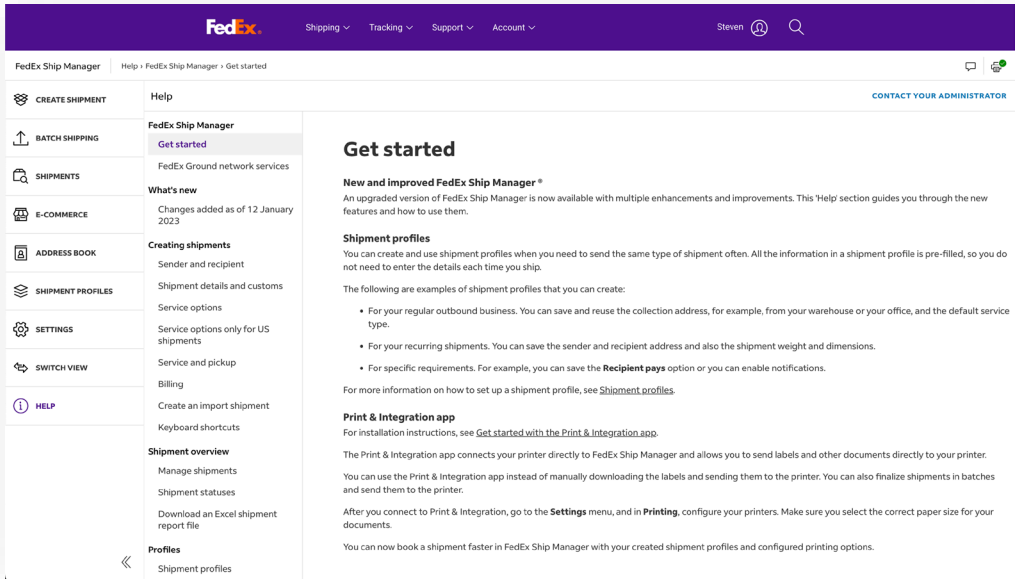 FedEx®
Shipping
Tracking
Support
Account
Steven
FedEx Ship Manager
Help › FedEx Ship Manager › Get started
CREATE SHIPMENT
BATCH SHIPPING
SHIPMENTS
E-COMMERCE
ADDRESS BOOK
SHIPMENT PROFILES
SETTINGS
SWITCH VIEW
HELP
Help
CONTACT YOUR ADMINISTRATOR
FedEx Ship Manager
Get started
FedEx Ground network services
What's new
Changes added as of 12 January
2023
Creating shipments
Sender and recipient
Shipment details and customs
Service options
Service options only for US
shipments
Service and pickup
Billing
Create an import shipment
Keyboard shortcuts
Shipment overview
Manage shipments
Shipment statuses
Download an Excel shipment
report file
Profiles
Shipment profiles
Get started
New and improved FedEx Ship Manager ®
An upgraded version of FedEx Ship Manager is now available with multiple enhancements and improvements. This 'Help' section guides you through the new
features and how to use them.
Shipment profiles
You can create and use shipment profiles when you need to send the same type of shipment often. All the information in a shipment profile is pre-filled, so you do
not need to enter the details each time you ship.
The following are examples of shipment profiles that you can create:
• For your regular outbound business. You can save and reuse the collection address, for example, from your warehouse or your office, and the default service
type.
• For your recurring shipments. You can save the sender and recipient address and also the shipment weight and dimensions.
• For specific requirements. For example, you can save the Recipient pays option or you can enable notifications.
For more information on how to set up a shipment profile, see Shipment profiles.
Print & Integration app
For installation instructions, see Get started with the Print & Integration app.
The Print & Integration app connects your printer directly to FedEx Ship Manager and allows you to send labels and other documents directly to your printer.
You can use the Print & Integration app instead of manually downloading the labels and sending them to the printer. You can also finalize shipments in batches
and send them to the printer.
After you connect to Print & Integration, go to the Settings menu, and in Printing, configure your printers. Make sure you select the correct paper size for your
documents.
You can now book a shipment faster in FedEx Ship Manager with your created shipment profiles and configured printing options.